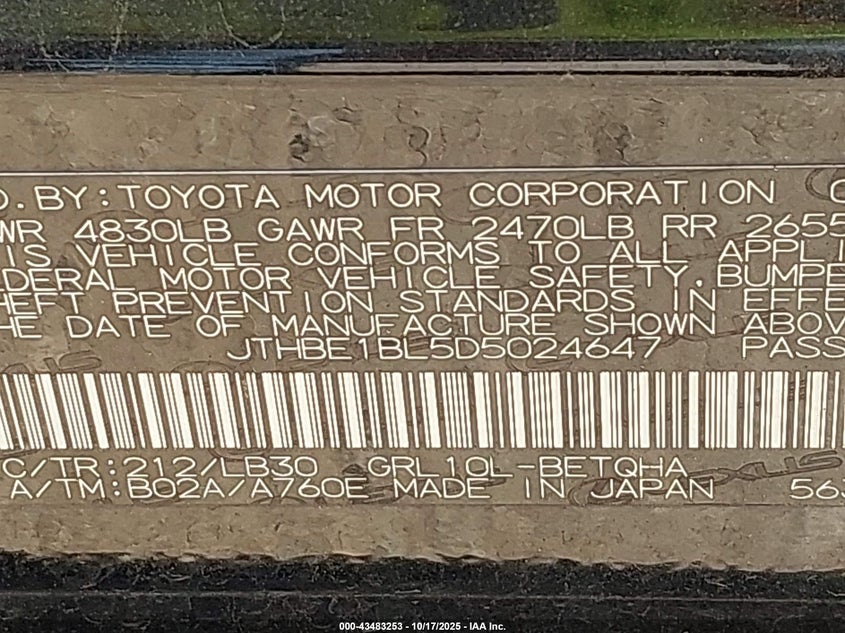 D.BY:TOYOTA MOTOR CORPORATION
WR 4830LB GAWR FR 2470LB RR 2655
IS VEHICLE CONFORMS TO ALL APPLI
EDERAL MOTOR VEHICLE SAFETY,BUMPE
HEFT PREVENTION STANDARDS IN EFFE
HE DATE OF MANUFACTURE SHOWN ABOV
JTHBE1BL5D5024647 PASS
C/TR:212/LB30 GRL10L-BETQHA
A/TM:B02A/A760E MADE IN JAPAN 563
000-43483253 - 10/17/2025 - IAA Inc.